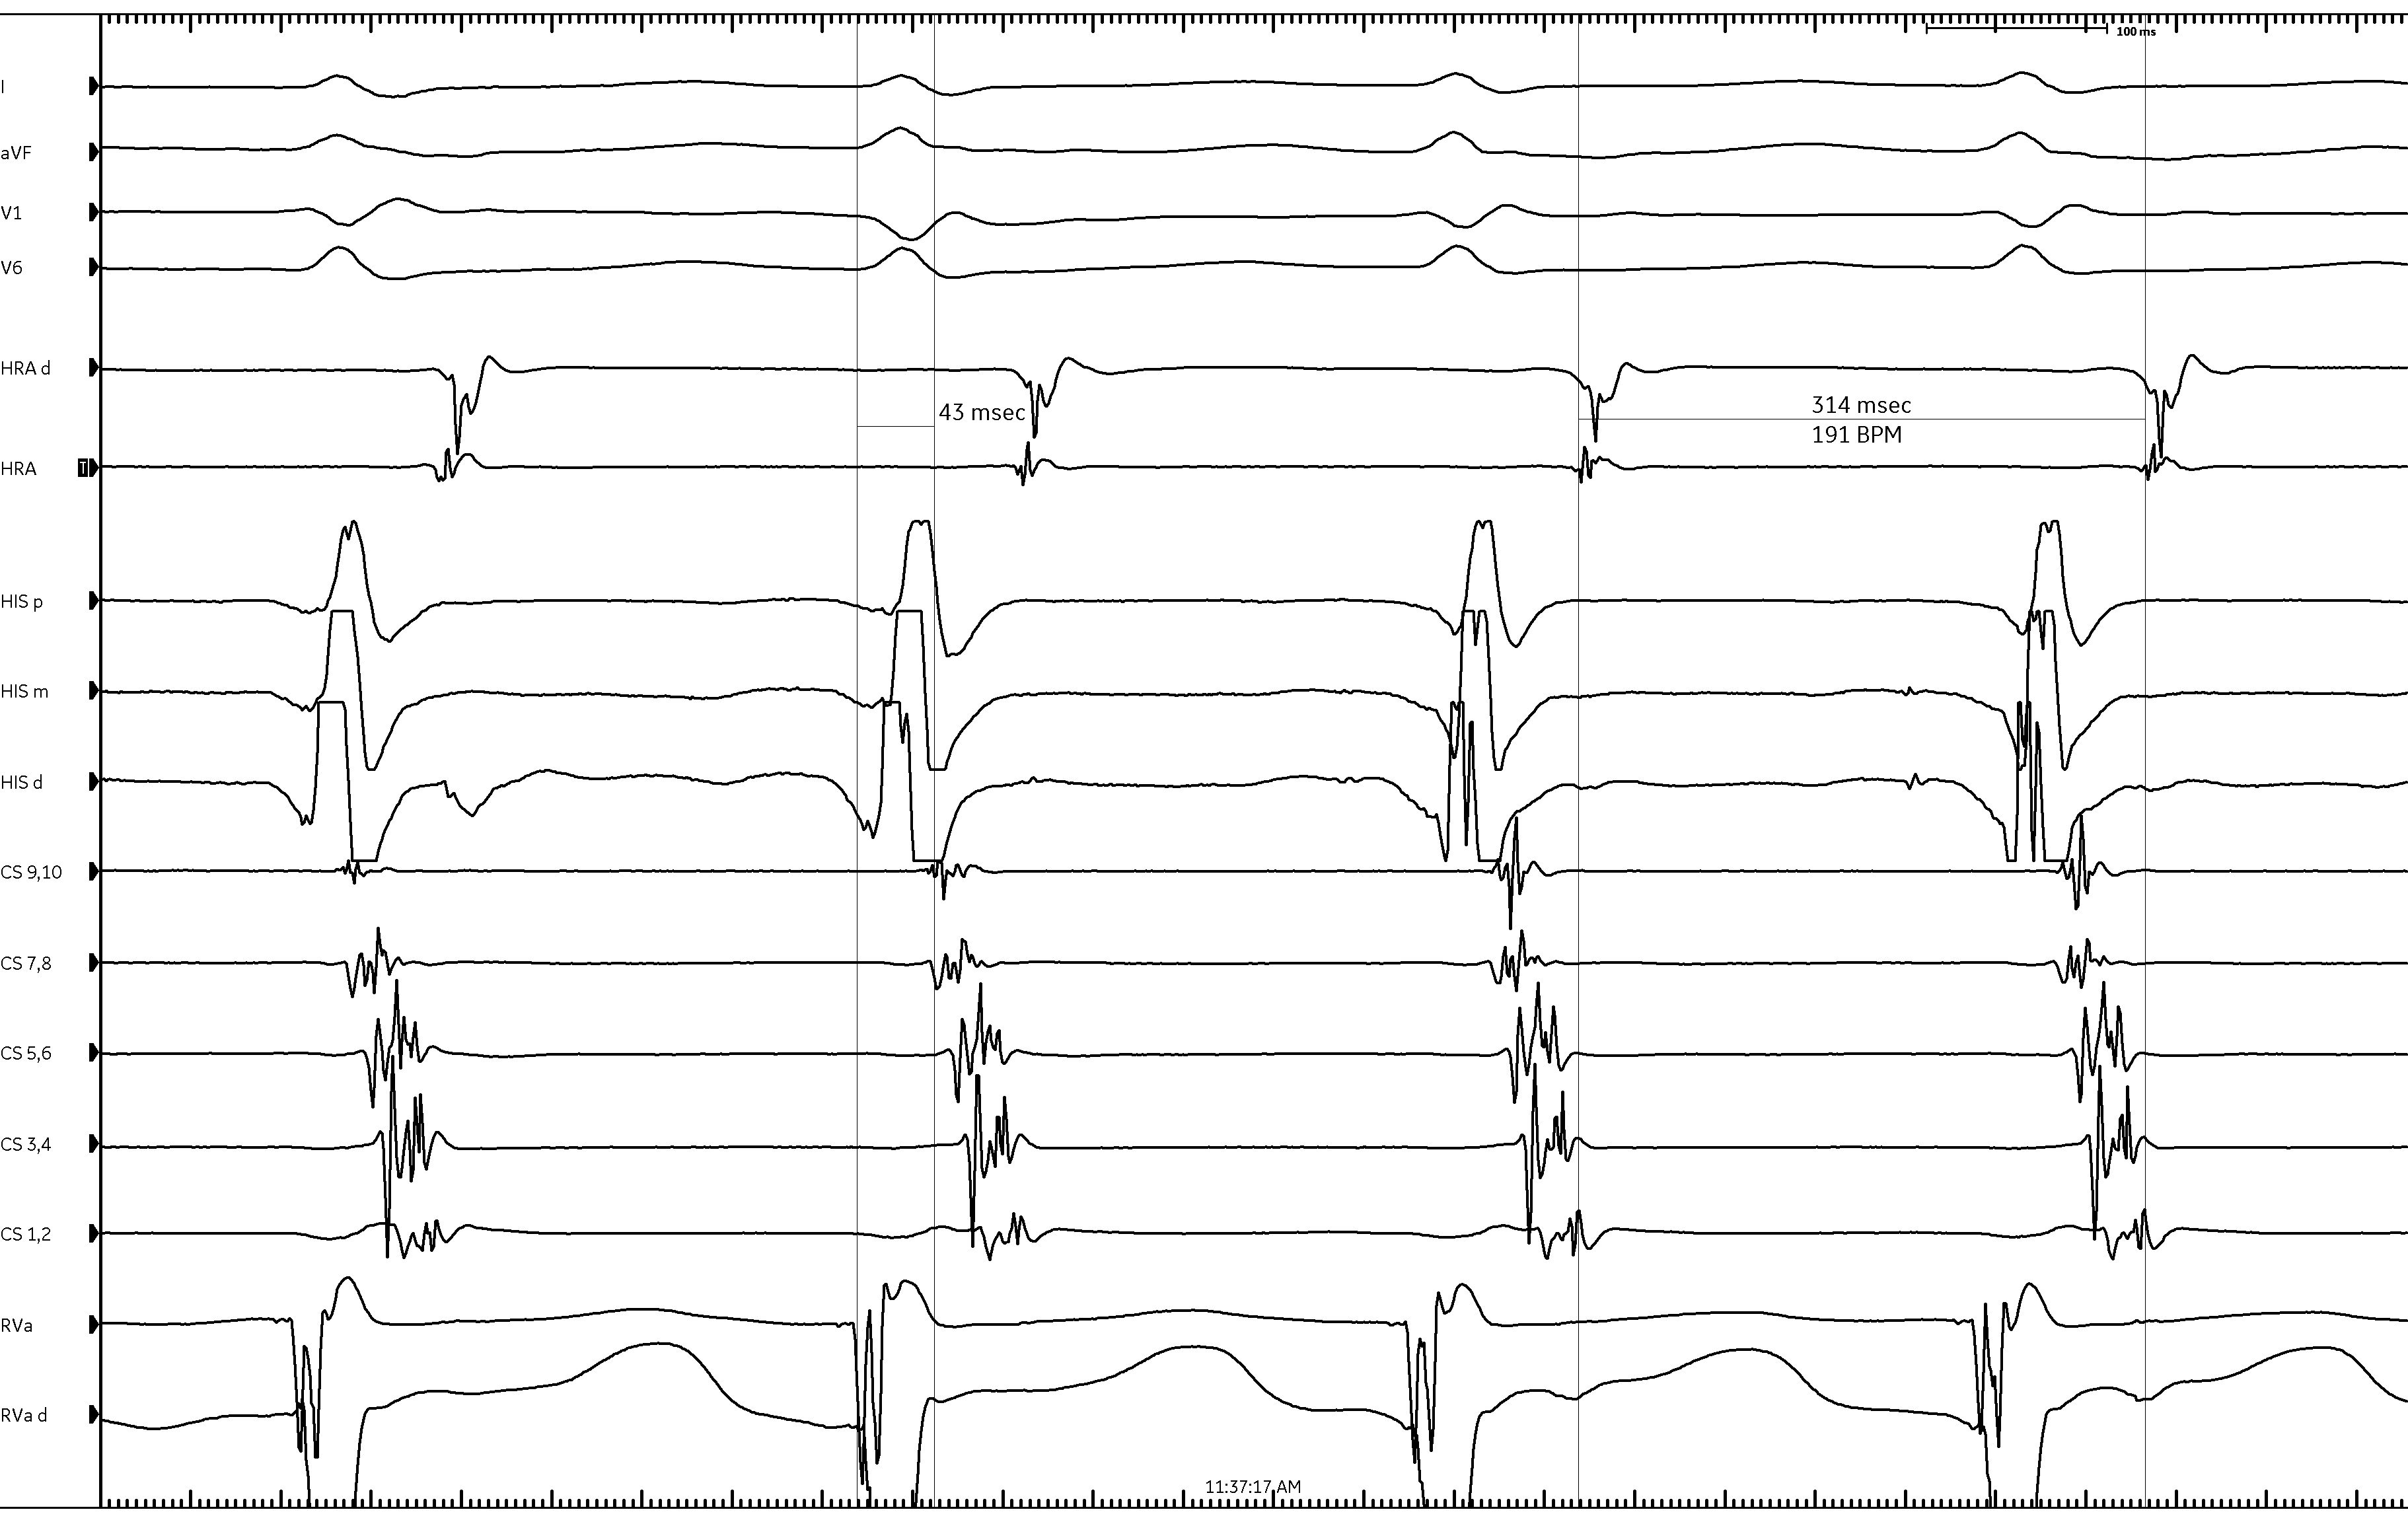 100 ms
I
aVF
V1
V6
HRA d
43 msec
314 msec
191 BPM
HRA
T
HIS p
HIS m
HIS d
CS 9,10
CS 7,8
CS 5,6
CS 3,4
CS 1,2
RVa
RVa d
11:37:17 AM